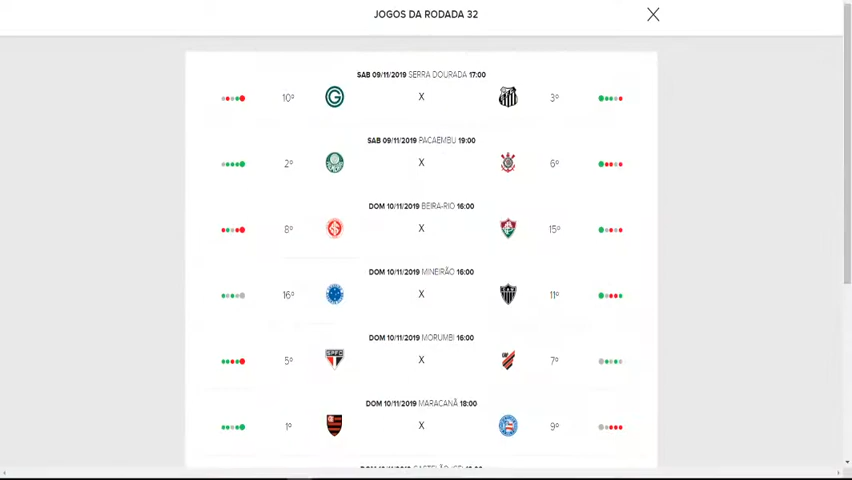 JOGOS DA RODADA 32
SAB 09/11/2019 SERRA DOURADA 17:00
10º X 3º
SAB 09/11/2019 PACAEMBU 19:00
2º X 6º
DOM 10/11/2019 BEIRA-RIO 16:00
8º X 15º
DOM 10/11/2019 MINEIRÃO 16:00
16º X 11º
DOM 10/11/2019 MORUMBI 16:00
5º SPFC X 7º
DOM 10/11/2019 MARACANÃ 18:00
1º X 9º